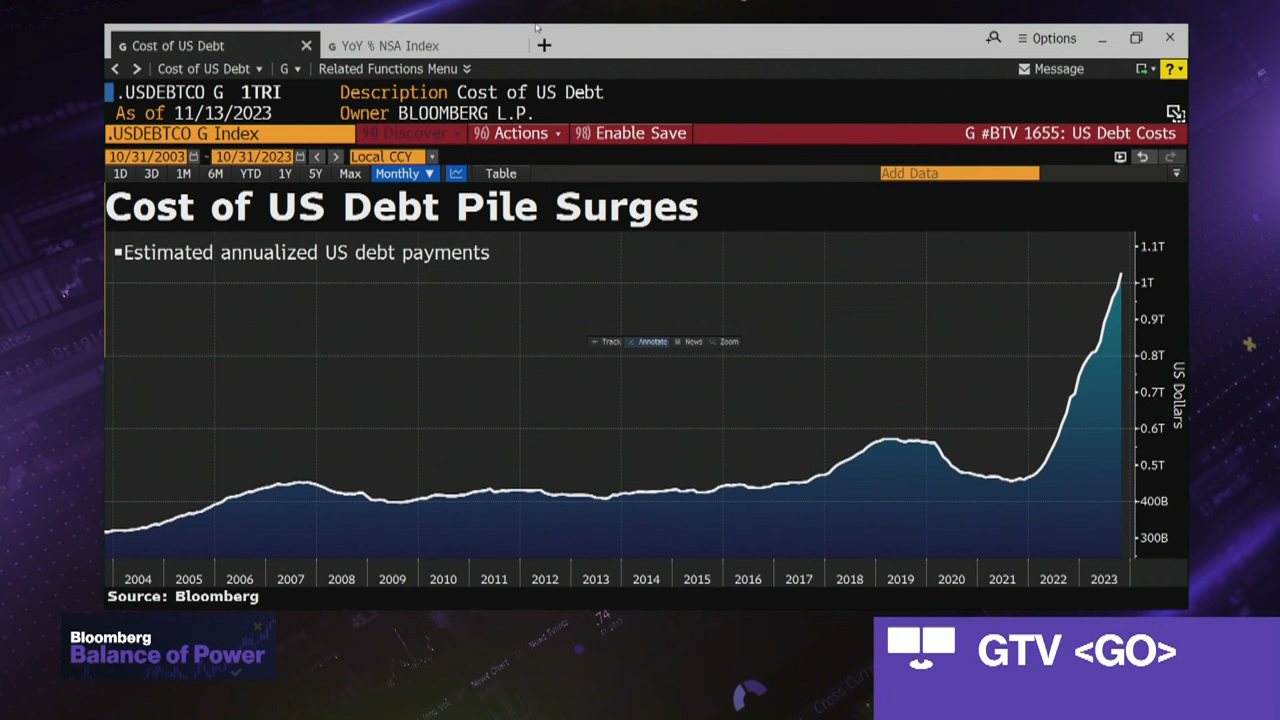 G Cost of US Debt
G YoY % NSA Index
Options
Cost of US Debt
G
Related Functions Menu
Message
?
.USDEBTCO G 1TRI
Description Cost of US Debt
As of 11/13/2023
Owner BLOOMBERG L.P.
.USDEBTCO G Index
94) Discover
96) Actions
98) Enable Save
G #BTV 1655: US Debt Costs
10/31/2003 - 10/31/2023
Local CCY
1D 3D 1M 6M YTD 1Y 5Y Max Monthly ▼
Table
Add Data
Cost of US Debt Pile Surges
Estimated annualized US debt payments
1.1T
1T
0.9T
Track Annotate News Zoom
0.8T
0.7T
US Dollars
0.6T
0.5T
400B
300B
2004 2005 2006 2007 2008 2009 2010 2011 2012 2013 2014 2015 2016 2017 2018 2019 2020 2021 2022 2023
Source: Bloomberg
Bloomberg
Balance of Power
GTV <GO>